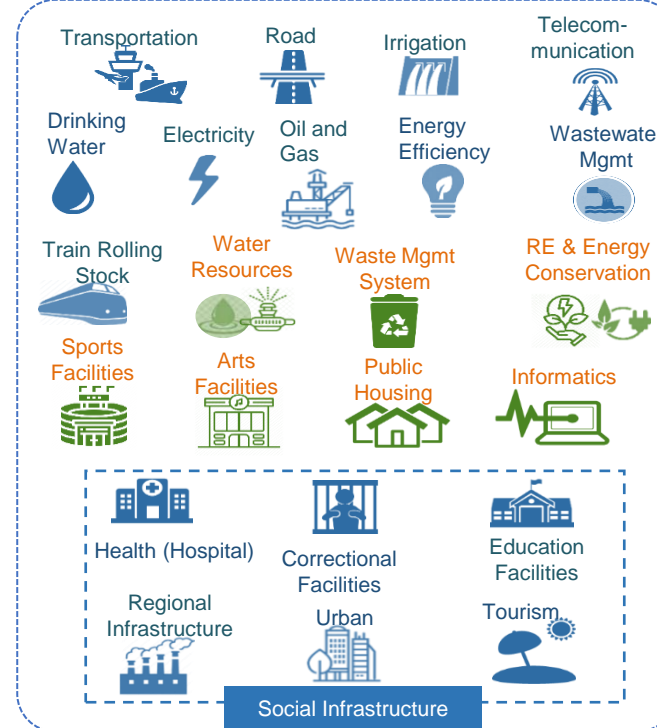 Transportation
Road
Irrigation
Telecom-
munication
Drinking
Water
Electricity
Oil and
Gas
Energy
Efficiency
Wastewate
Mgmt
Train Rolling
Stock
Water
Resources
Waste Mgmt
System
RE & Energy
Conservation
Sports
Facilities
Arts
Facilities
Public
Housing
Informatics
Health (Hospital)
Correctional
Facilities
Education
Facilities
Regional
Infrastructure
Urban
Tourism
Social Infrastructure